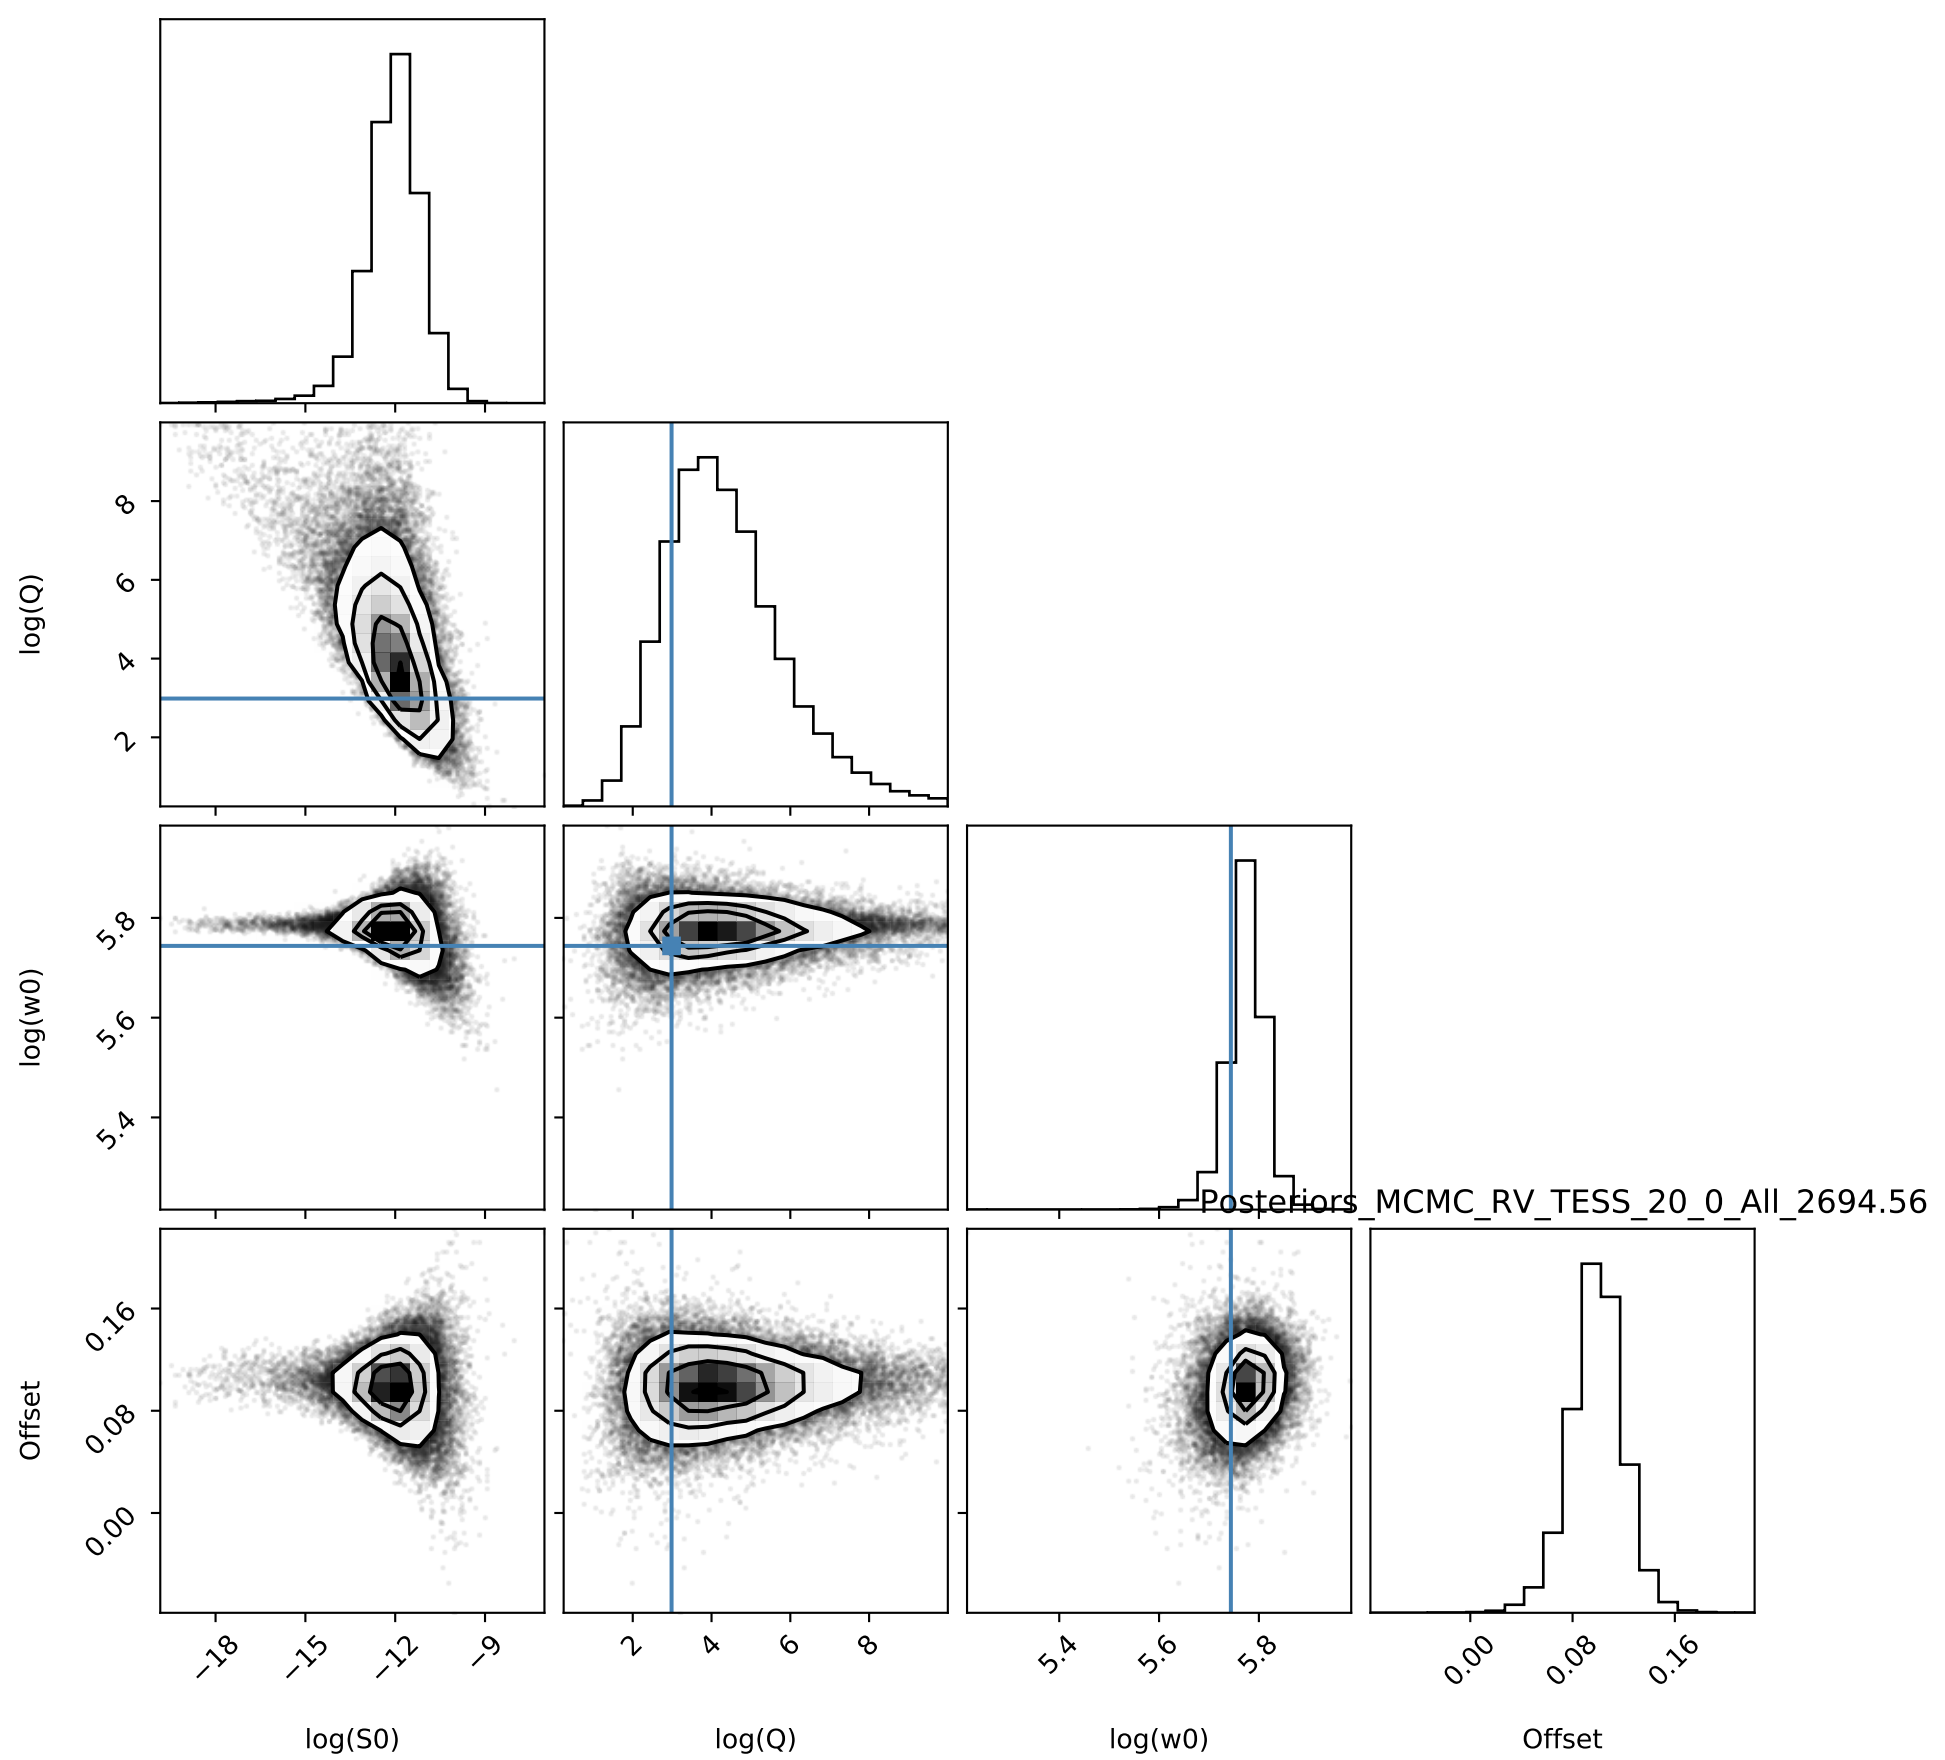 log(Q)
8
6
4
2
log(w0)
5.8
5.6
5.4
Posteriors_MCMC_RV_TESS_20_0_All_2694.56
Offset
0.16
0.08
0.00
−18 −15 −12 −9 2 4 6 8 5.4 5.6 5.8 0.00 0.08 0.16
log(S0) log(Q) log(w0) Offset